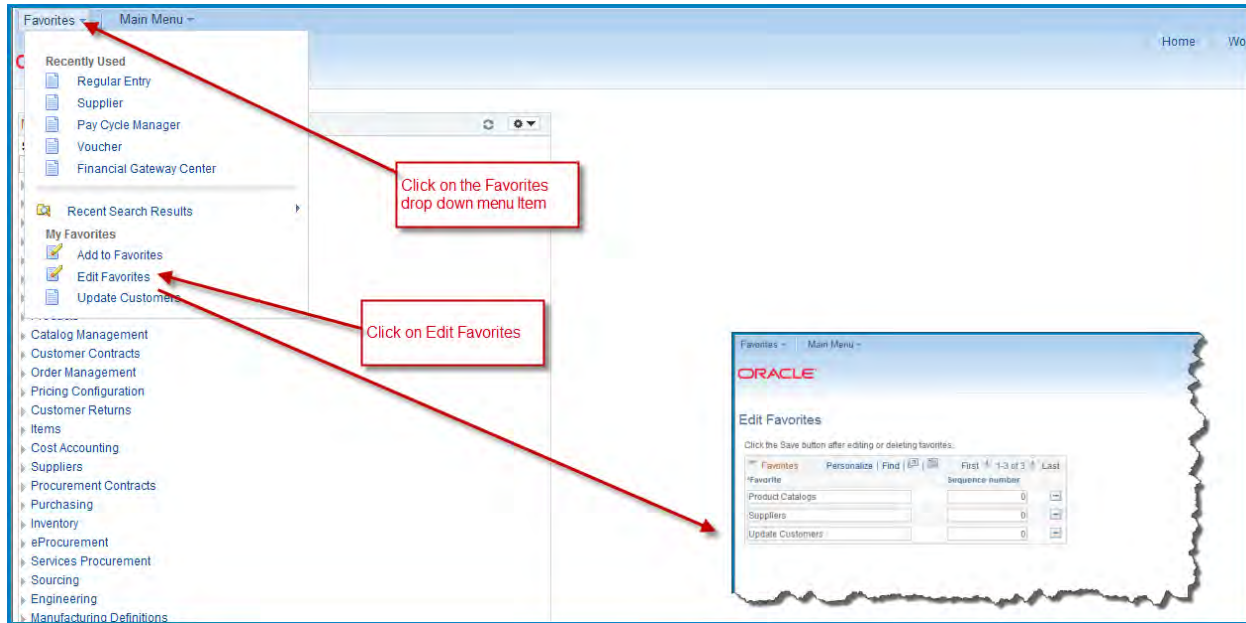 Favorites Main Menu
Home Wo
Recently Used
Regular Entry
Supplier
Pay Cycle Manager
Voucher
Financial Gateway Center
Recent Search Results
My Favorites
Add to Favorites
Edit Favorites
Update Customers
Catalog Management
Customer Contracts
Order Management
Pricing Configuration
Customer Returns
Items
Cost Accounting
Suppliers
Procurement Contracts
Purchasing
Inventory
eProcurement
Services Procurement
Sourcing
Engineering
Manufacturing Definitions
Click on the Favorites
drop down menu Item
Click on Edit Favorites
Favorites Main Menu
ORACLE
Edit Favorites
Click the Save button after editing or deleting favorites.
Favorites Personalize | Find | First 1-3 of 3 Last
*Favorite Sequence number
Product Catalogs 0
Suppliers 0
Update Customers 0